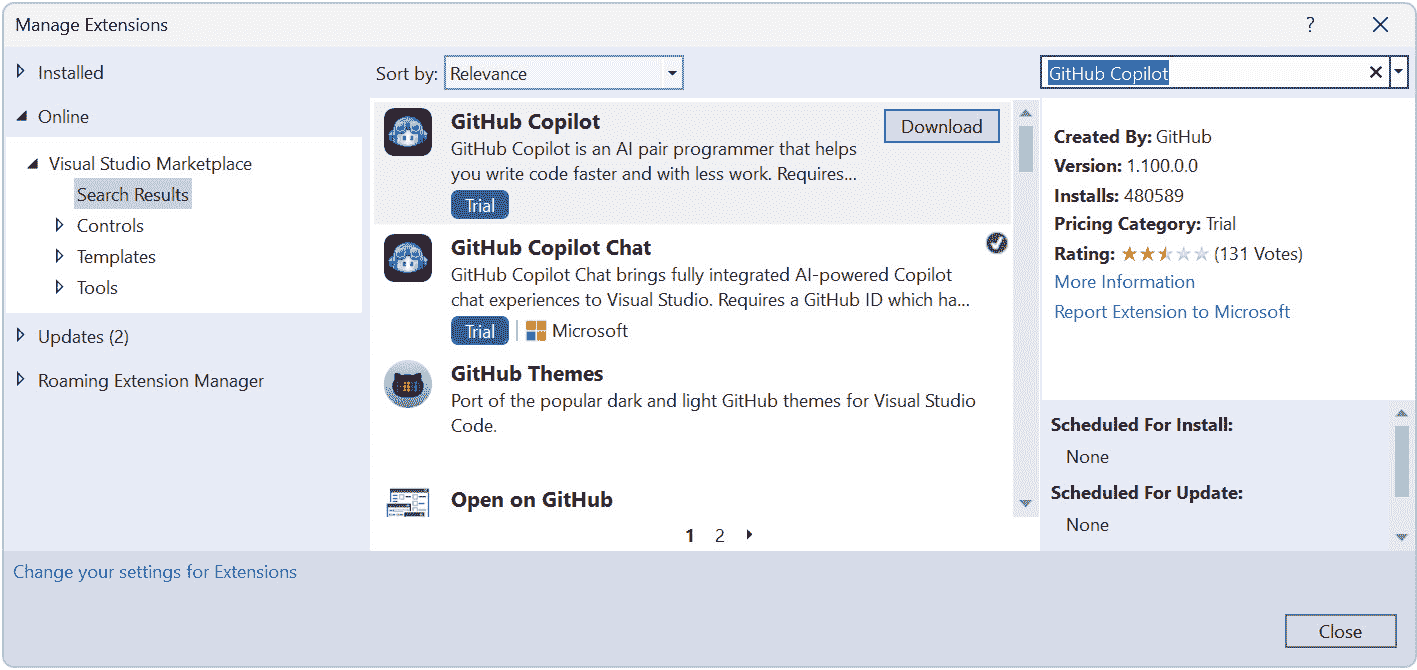 Manage Extensions
?
Installed
Online
Visual Studio Marketplace
Search Results
Controls
Templates
Tools
Updates (2)
Roaming Extension Manager
Sort by: Relevance
GitHub Copilot
Download
GitHub Copilot is an AI pair programmer that helps
you write code faster and with less work. Requires...
Trial
GitHub Copilot Chat
GitHub Copilot Chat brings fully integrated AI-powered Copilot
chat experiences to Visual Studio. Requires a GitHub ID which ha...
Trial | Microsoft
GitHub Themes
Port of the popular dark and light GitHub themes for Visual Studio
Code.
Open on GitHub
1 2
GitHub Copilot
Created By: GitHub
Version: 1.100.0.0
Installs: 480589
Pricing Category: Trial
Rating: (131 Votes)
More Information
Report Extension to Microsoft
Scheduled For Install:
None
Scheduled For Update:
None
Change your settings for Extensions
Close